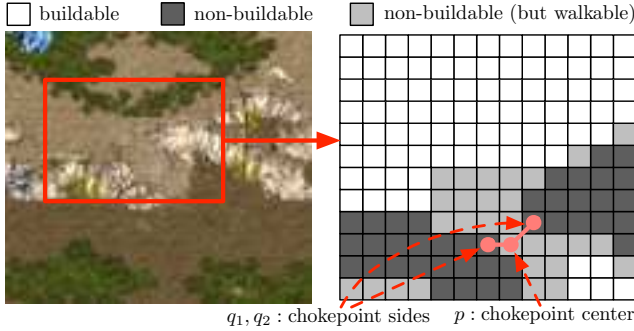 buildable non-buildable non-buildable (but walkable)
q₁, q₂ : chokepoint sides p : chokepoint center